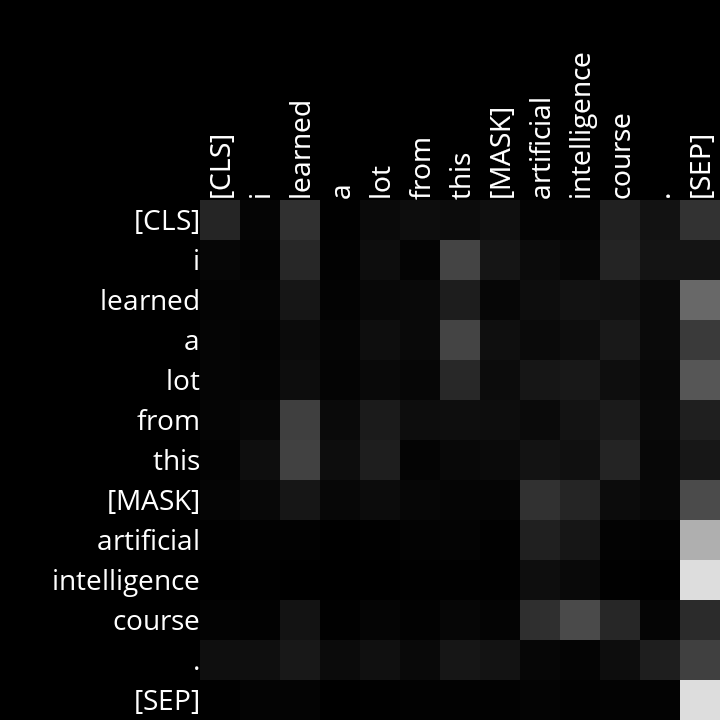 [CLS] i learned a lot from this [MASK] artificial intelligence course . [SEP]
[CLS]
i
learned
a
lot
from
this
[MASK]
artificial
intelligence
course
.
[SEP]